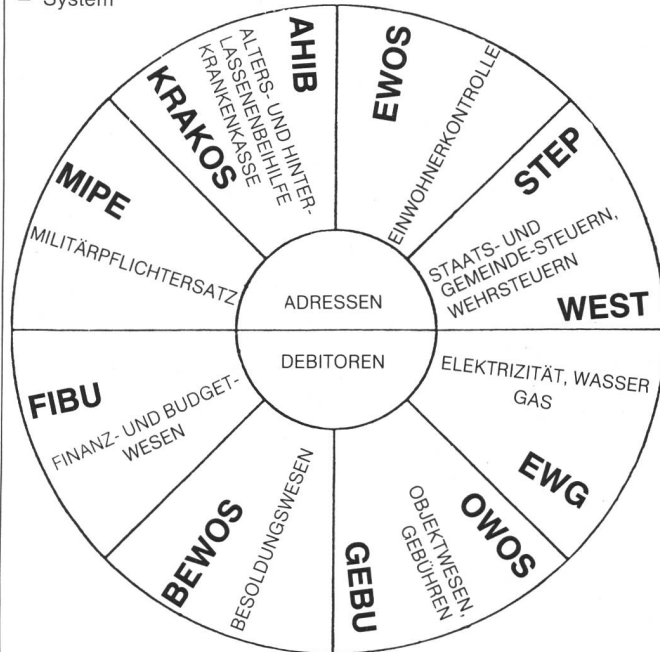 – System
AHIB
ALTERS- UND HINTER-
LASSENENBEIHILFE
KRANKENKASSE
KRAKOS
EWOS
EINWOHNERKONTROLLE
STEP
STAATS- UND
GEMEINDE-STEUERN,
WEHRSTEUERN
WEST
MIPE
MILITÄRPFLICHTERSATZ
ADRESSEN
DEBITOREN
ELEKTRIZITÄT, WASSER
GAS
EWG
OWOS
OBJEKTWESEN,
GEBÜHREN
GEBU
BESOLDUNGSWESEN
BEWOS
FIBU
FINANZ- UND BUDGET-
WESEN